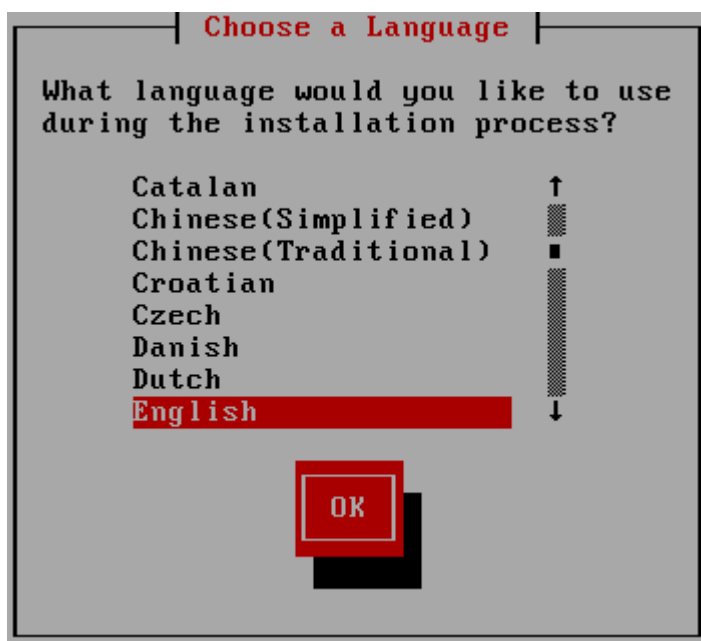 Choose a Language
What language would you like to use
during the installation process?
Catalan
Chinese(Simplified)
Chinese(Traditional)
Croatian
Czech
Danish
Dutch
English
OK